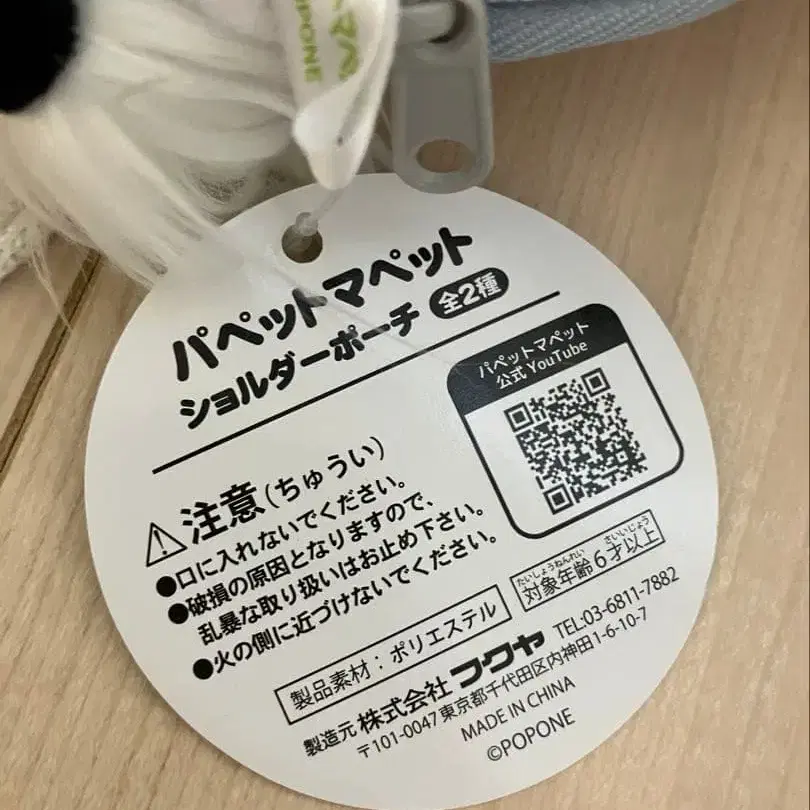 パペマペ
POPONE
パペットマペット
ショルダーポーチ 全2種
パペットマペット
公式 YouTube
⚠注意(ちゅうい)
●口に入れないでください。
●破損の原因となりますので、
乱暴な取り扱いはお止め下さい。
●火の側に近づけないでください。
たいしょうねんれい さいいじょう
対象年齢6才以上
製品素材:ポリエステル
製造元 株式会社フクヤ TEL:03-6811-7882
〒101-0047 東京都千代田区内神田1-6-10-7
MADE IN CHINA
©POPONE